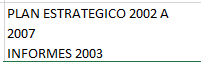 PLAN ESTRATEGICO 2002 A
2007
INFORMES 2003